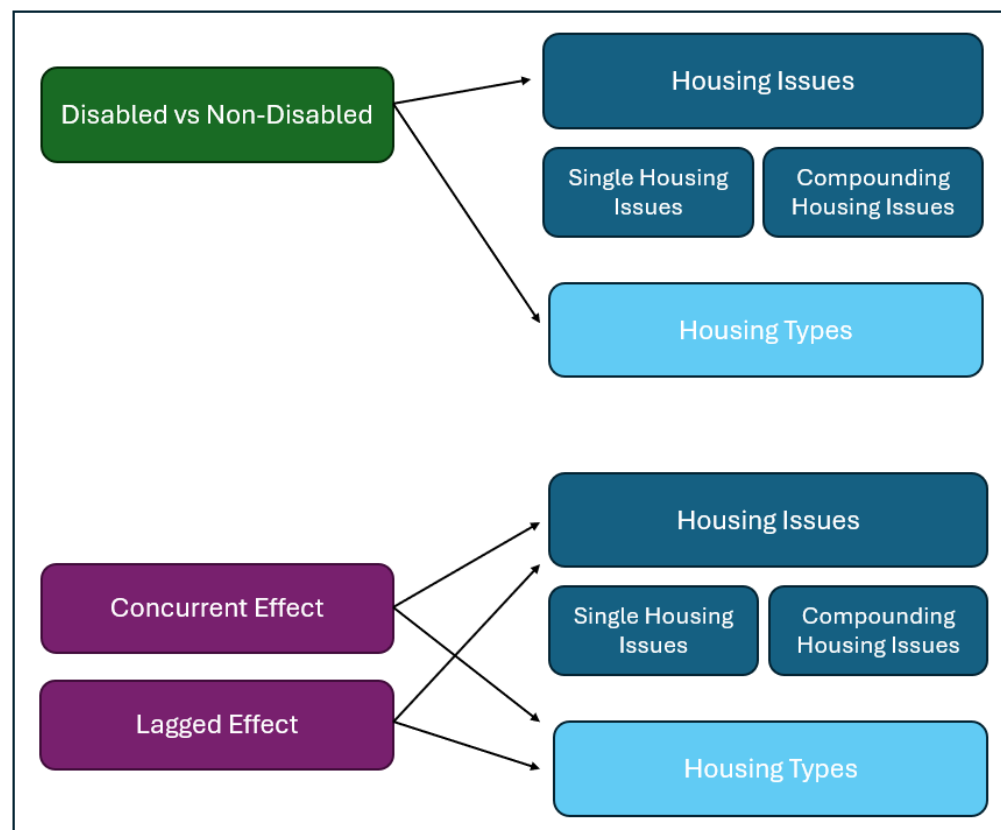 Disabled vs Non-Disabled
Housing Issues
Single Housing
Issues
Compounding
Housing Issues
Housing Types
Concurrent Effect
Lagged Effect
Housing Issues
Single Housing
Issues
Compounding
Housing Issues
Housing Types